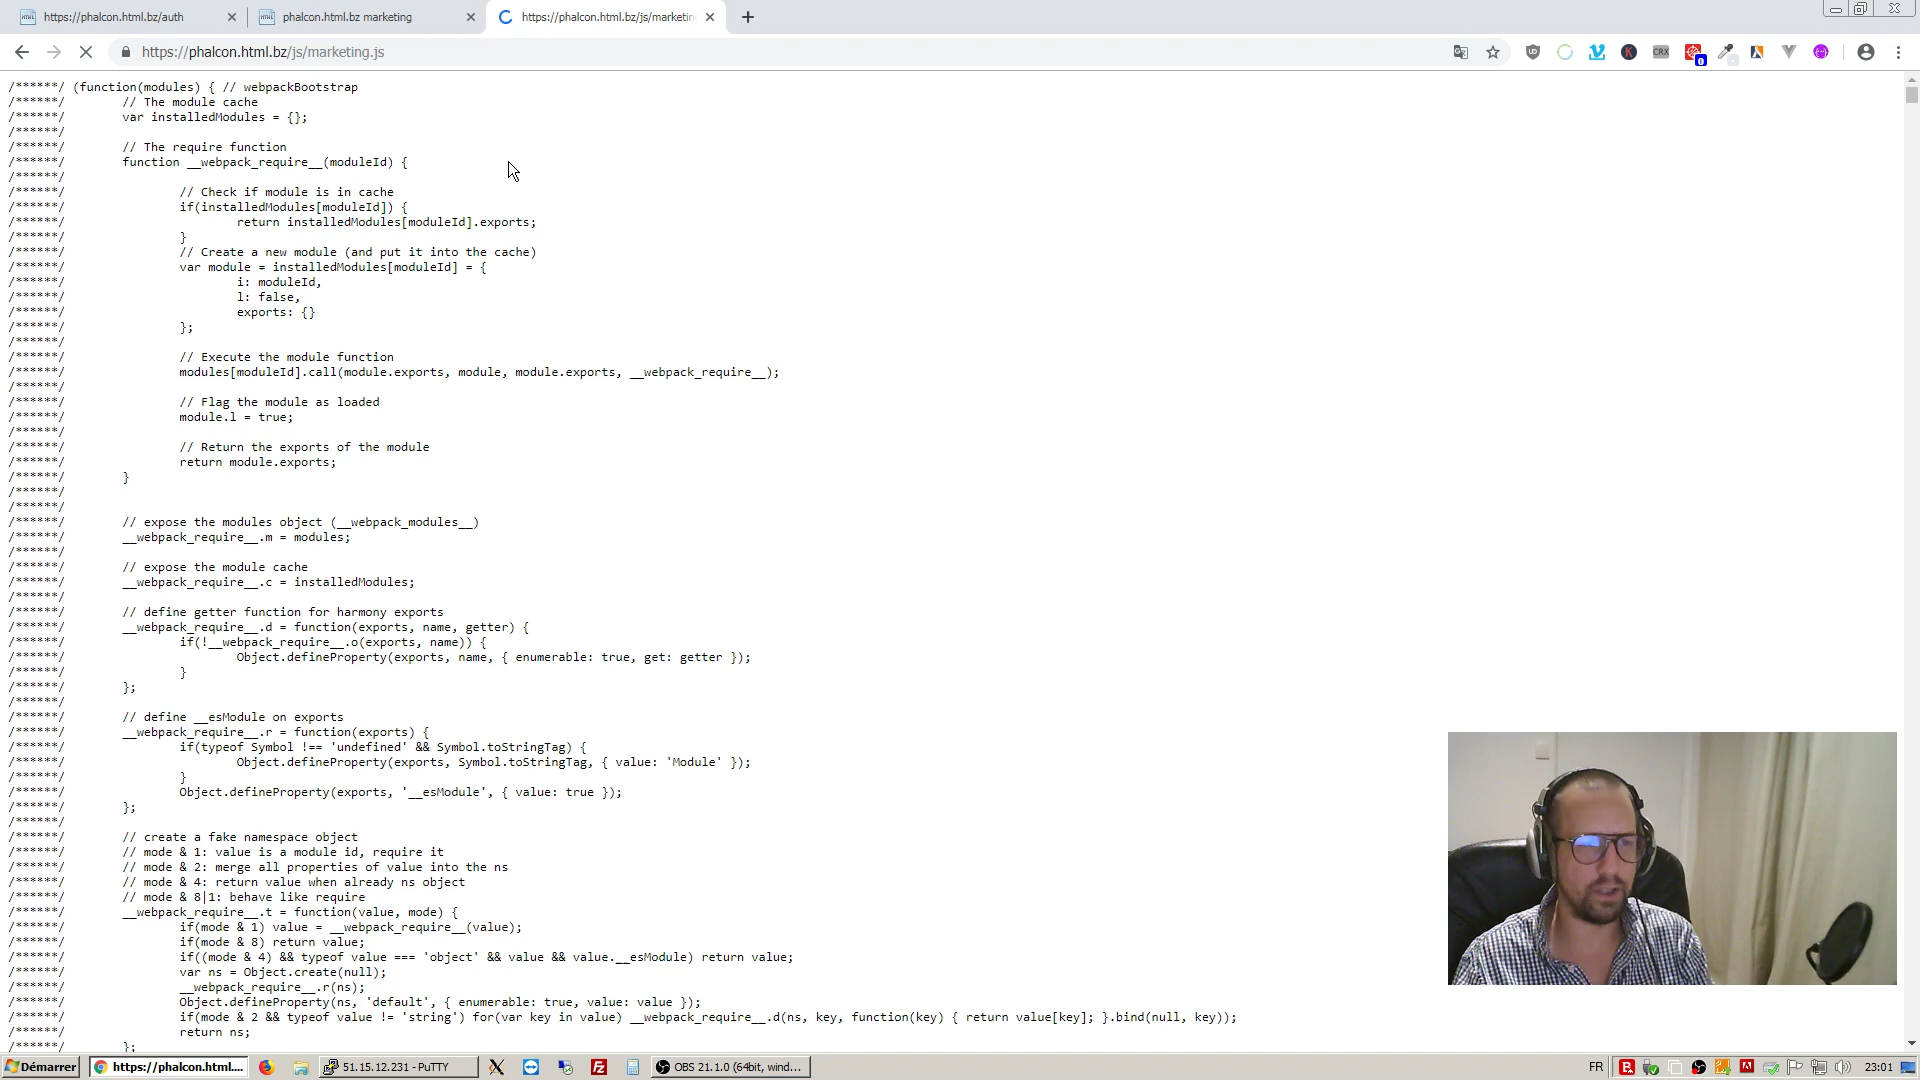 https://phalcon.html.bz/auth
phalcon.html.bz marketing
https://phalcon.html.bz/js/marketin
https://phalcon.html.bz/js/marketing.js
/******/ (function(modules) { // webpackBootstrap
/******/ // The module cache
/******/ var installedModules = {};
/******/
/******/ // The require function
/******/ function __webpack_require__(moduleId) {
/******/
/******/ // Check if module is in cache
/******/ if(installedModules[moduleId]) {
/******/ return installedModules[moduleId].exports;
/******/ }
/******/ // Create a new module (and put it into the cache)
/******/ var module = installedModules[moduleId] = {
/******/ i: moduleId,
/******/ l: false,
/******/ exports: {}
/******/ };
/******/
/******/ // Execute the module function
/******/ modules[moduleId].call(module.exports, module, module.exports, __webpack_require__);
/******/
/******/ // Flag the module as loaded
/******/ module.l = true;
/******/
/******/ // Return the exports of the module
/******/ return module.exports;
/******/ }
/******/
/******/
/******/ // expose the modules object (__webpack_modules__)
/******/ __webpack_require__.m = modules;
/******/
/******/ // expose the module cache
/******/ __webpack_require__.c = installedModules;
/******/
/******/ // define getter function for harmony exports
/******/ __webpack_require__.d = function(exports, name, getter) {
/******/ if(!__webpack_require__.o(exports, name)) {
/******/ Object.defineProperty(exports, name, { enumerable: true, get: getter });
/******/ }
/******/ };
/******/
/******/ // define __esModule on exports
/******/ __webpack_require__.r = function(exports) {
/******/ if(typeof Symbol !== 'undefined' && Symbol.toStringTag) {
/******/ Object.defineProperty(exports, Symbol.toStringTag, { value: 'Module' });
/******/ }
/******/ Object.defineProperty(exports, '__esModule', { value: true });
/******/ };
/******/
/******/ // create a fake namespace object
/******/ // mode & 1: value is a module id, require it
/******/ // mode & 2: merge all properties of value into the ns
/******/ // mode & 4: return value when already ns object
/******/ // mode & 8|1: behave like require
/******/ __webpack_require__.t = function(value, mode) {
/******/ if(mode & 1) value = __webpack_require__(value);
/******/ if(mode & 8) return value;
/******/ if((mode & 4) && typeof value === 'object' && value && value.__esModule) return value;
/******/ var ns = Object.create(null);
/******/ __webpack_require__.r(ns);
/******/ Object.defineProperty(ns, 'default', { enumerable: true, value: value });
/******/ if(mode & 2 && typeof value != 'string') for(var key in value) __webpack_require__.d(ns, key, function(key) { return value[key]; }.bind(null, key));
/******/ return ns;
/******/ };
Démarrer
https://phalcon.html....
51.15.12.231 - PuTTY
OBS 21.1.0 (64bit, wind...
FR
23:01